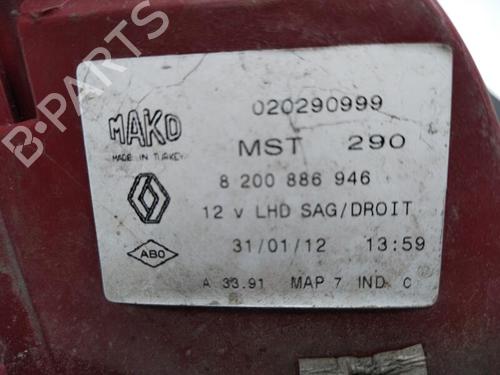 B-PARTS
MAKO
MADE IN TURKEY
020290999
MST 290
8 200 886 946
12 v LHD SAG/DROIT
ABO
31/01/12 13:59
A 33.91 MAP 7 IND C